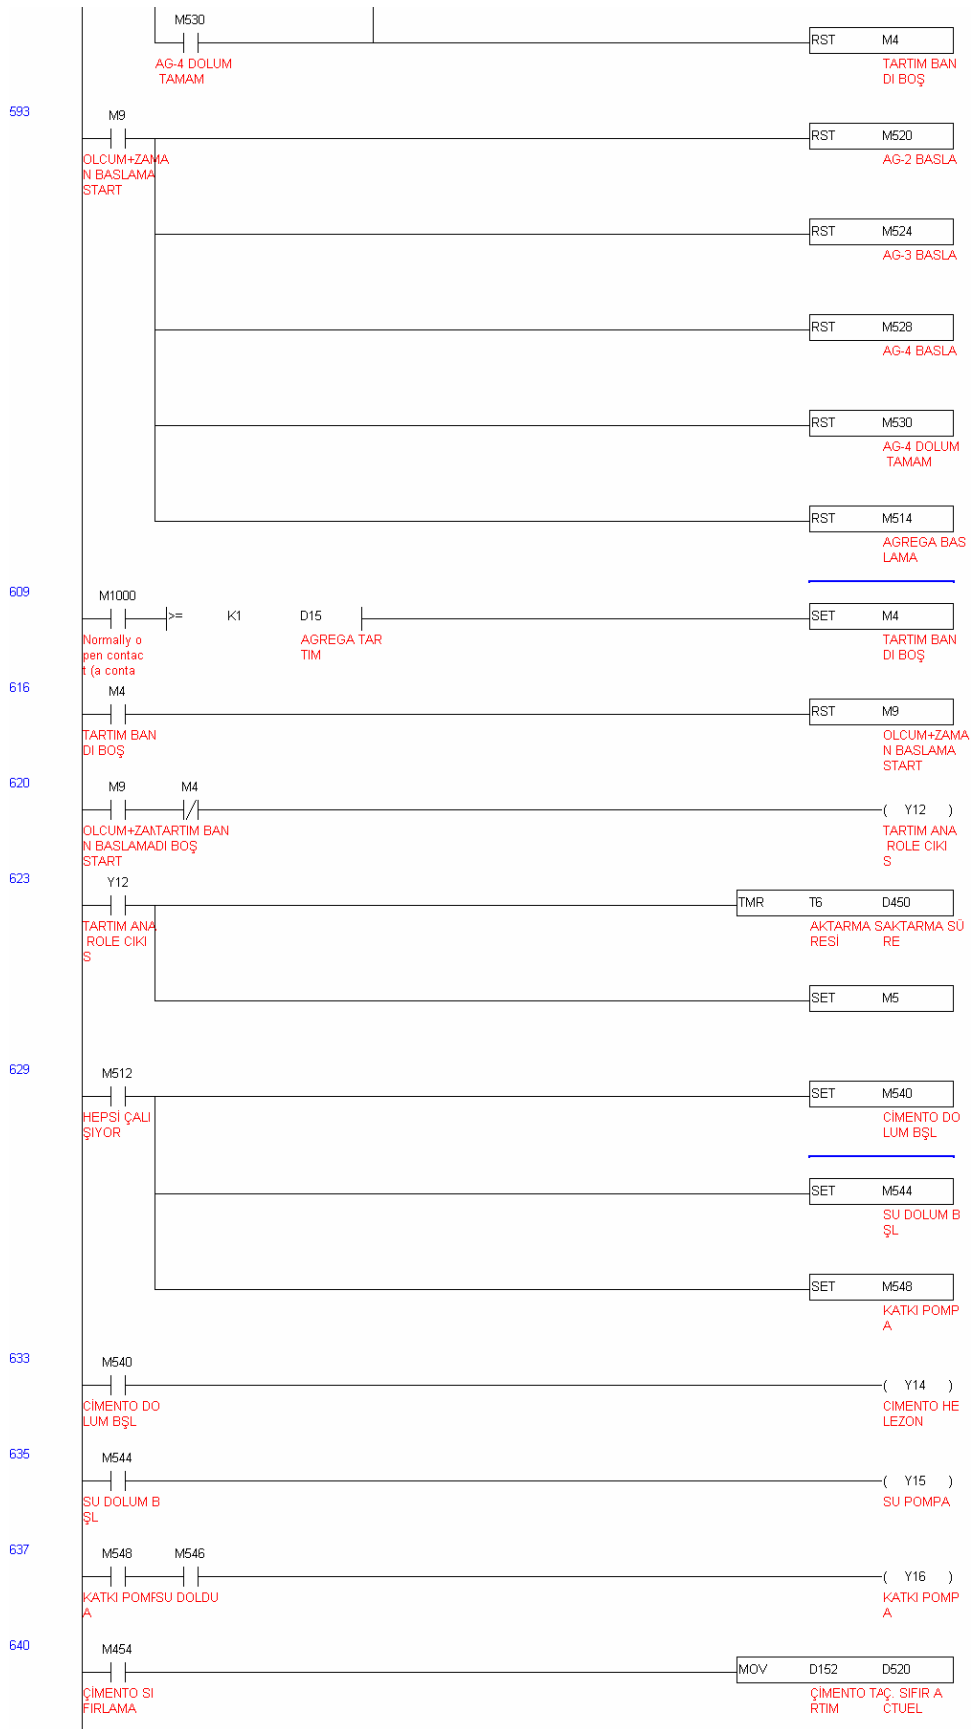 M530
RST M4
AG-4 DOLUM
TAMAM
TARTIM BAN
DI BOŞ
593
M9
RST M520
OLCUM+ZAMA
N BASLAMA
START
AG-2 BASLA
RST M524
AG-3 BASLA
RST M528
AG-4 BASLA
RST M530
AG-4 DOLUM
TAMAM
RST M514
AGREGA BAS
LAMA
609
M1000
>= K1 D15
SET M4
Normally o
pen contac
t (a conta
AGREGA TAR
TIM
TARTIM BAN
DI BOŞ
616
M4
RST M9
TARTIM BAN
DI BOŞ
OLCUM+ZAMA
N BASLAMA
START
620
M9 M4
( Y12 )
OLCUM+ZAM
N BASLAMA
START
TARTIM BAN
DI BOŞ
TARTIM ANA
ROLE CIKI
S
623
Y12
TMR T6 D450
TARTIM ANA
ROLE CIKI
S
AKTARMA S
RESİ
AKTARMA SÜ
RE
SET M5
629
M512
SET M540
HEPSİ ÇALI
ŞIYOR
CİMENTO DO
LUM BŞL
SET M544
SU DOLUM B
ŞL
SET M548
KATKI POMP
A
633
M540
( Y14 )
CİMENTO DO
LUM BŞL
CIMENTO HE
LEZON
635
M544
( Y15 )
SU DOLUM B
ŞL
SU POMPA
637
M548 M546
( Y16 )
KATKI POMP
A
SU DOLDU
KATKI POMP
A
640
M454
MOV D152 D520
ÇİMENTO SI
FIRLAMA
ÇİMENTO TA
RTIM
Ç. SIFIR A
CTUEL